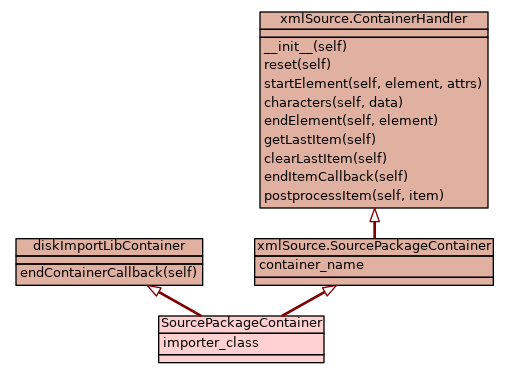 xmlSource.ContainerHandler
__init__(self)
reset(self)
startElement(self, element, attrs)
characters(self, data)
endElement(self, element)
getLastItem(self)
clearLastItem(self)
endItemCallback(self)
postprocessItem(self, item)
diskImportLibContainer
endContainerCallback(self)
xmlSource.SourcePackageContainer
container_name
SourcePackageContainer
importer_class